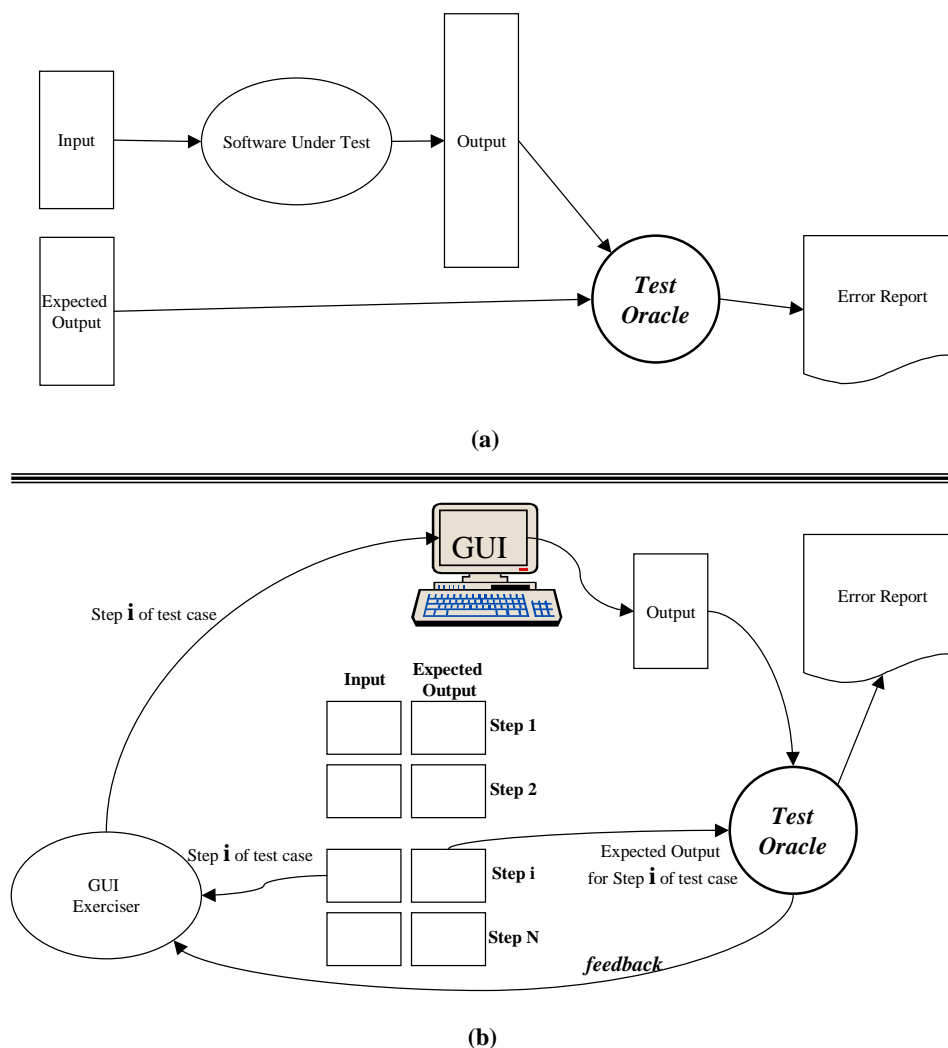 Input
Software Under Test
Output
Expected
Output
Test
Oracle
Error Report
(a)
GUI
Step i of test case
Output
Error Report
Input
Expected
Output
Step 1
Step 2
Step i of test case
Step i
Expected Output
for Step i of test case
Test
Oracle
GUI
Exerciser
Step N
feedback
(b)